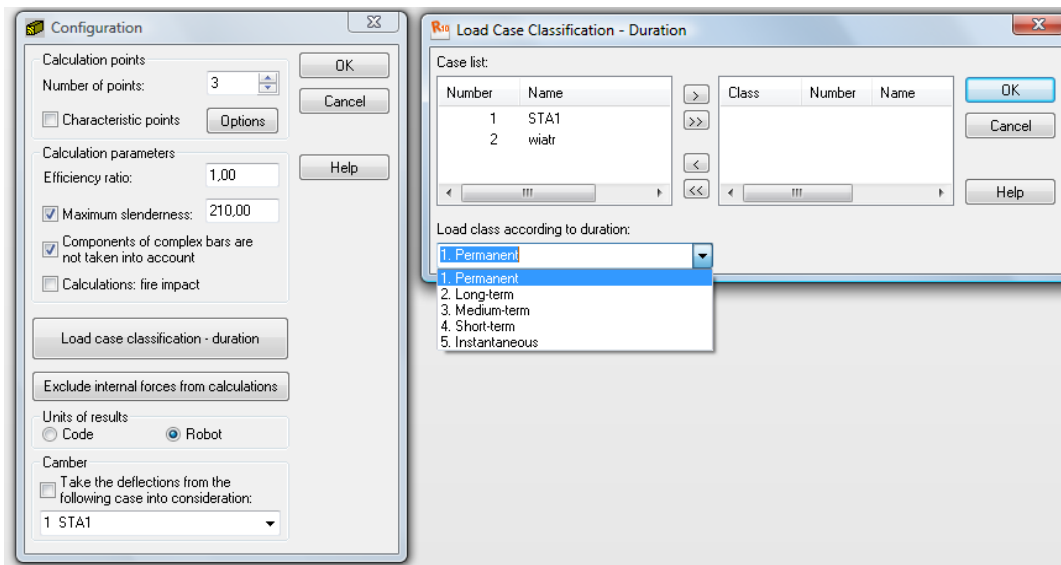 Configuration
Calculation points
Number of points: 3
Characteristic points Options
Calculation parameters
Efficiency ratio: 1,00
Maximum slenderness: 210,00
Components of complex bars are
not taken into account
Calculations: fire impact
Load case classification - duration
Exclude internal forces from calculations
Units of results
Code Robot
Camber
Take the deflections from the
following case into consideration:
1 STA1
OK
Cancel
Help
R10 Load Case Classification - Duration
Case list:
Number Name
1 STA1
2 wiatr
>
>>
<
<<
Class Number Name
OK
Cancel
Help
Load class according to duration:
1. Permanent
1. Permanent
2. Long-term
3. Medium-term
4. Short-term
5. Instantaneous